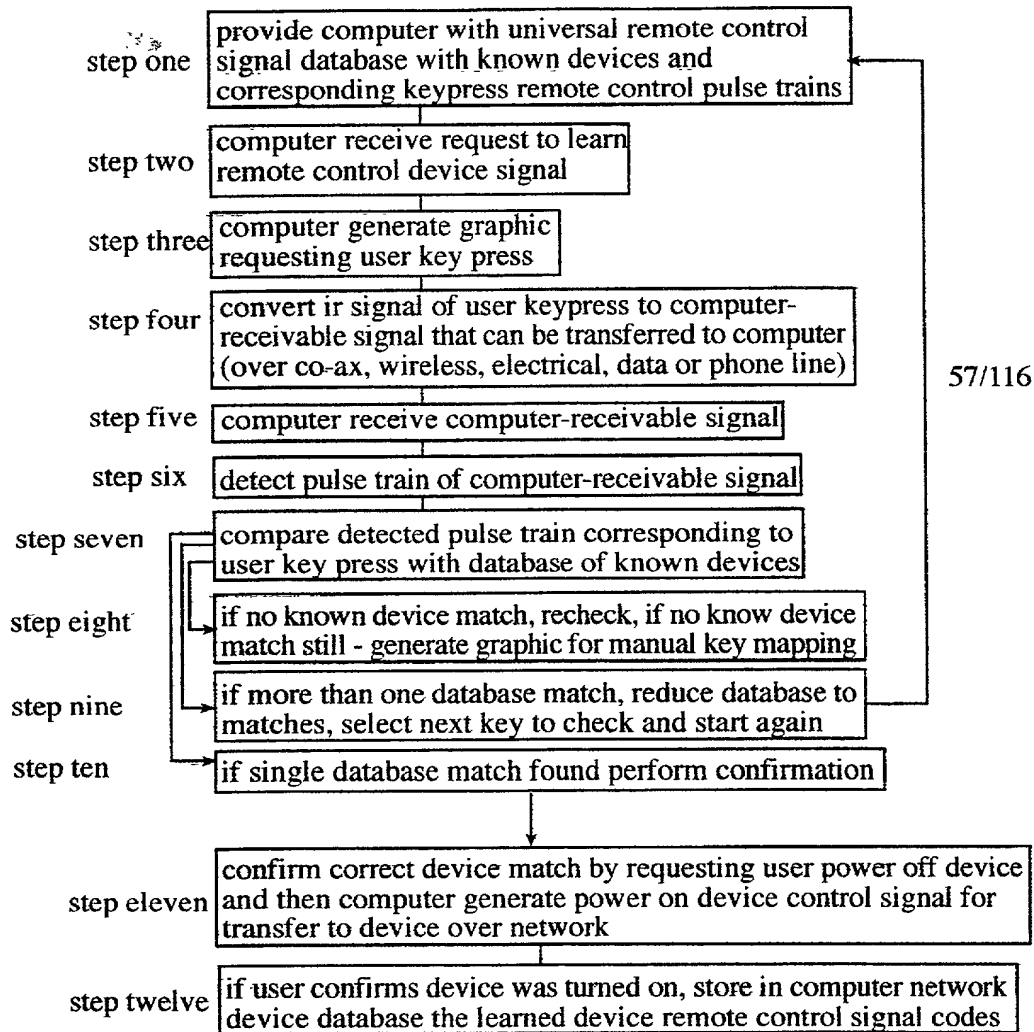 step one
provide computer with universal remote control
signal database with known devices and
corresponding keypress remote control pulse trains
step two
computer receive request to learn
remote control device signal
step three
computer generate graphic
requesting user key press
step four
convert ir signal of user keypress to computer-
receivable signal that can be transferred to computer
(over co-ax, wireless, electrical, data or phone line)
57/116
step five
computer receive computer-receivable signal
step six
detect pulse train of computer-receivable signal
step seven
compare detected pulse train corresponding to
user key press with database of known devices
step eight
if no known device match, recheck, if no know device
match still - generate graphic for manual key mapping
step nine
if more than one database match, reduce database to
matches, select next key to check and start again
step ten
if single database match found perform confirmation
step eleven
confirm correct device match by requesting user power off device
and then computer generate power on device control signal for
transfer to device over network
step twelve
if user confirms device was turned on, store in computer network
device database the learned device remote control signal codes